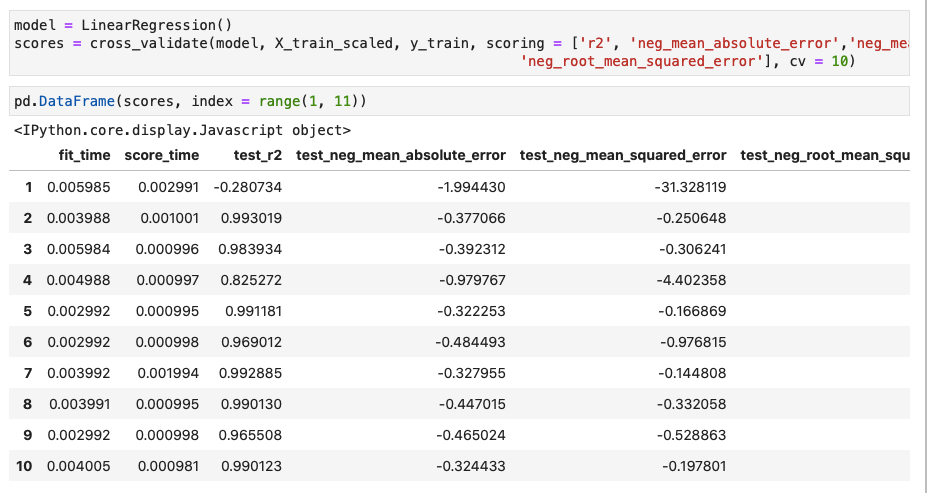 model = LinearRegression()
scores = cross_validate(model, X_train_scaled, y_train, scoring = ['r2', 'neg_mean_absolute_error','neg_mea
'neg_root_mean_squared_error'], cv = 10)
pd.DataFrame(scores, index = range(1, 11))
<IPython.core.display.Javascript object>
fit_time score_time test_r2 test_neg_mean_absolute_error test_neg_mean_squared_error test_neg_root_mean_squ
1 0.005985 0.002991 -0.280734 -1.994430 -31.328119
2 0.003988 0.001001 0.993019 -0.377066 -0.250648
3 0.005984 0.000996 0.983934 -0.392312 -0.306241
4 0.004988 0.000997 0.825272 -0.979767 -4.402358
5 0.002992 0.000995 0.991181 -0.322253 -0.166869
6 0.002992 0.000998 0.969012 -0.484493 -0.976815
7 0.003992 0.001994 0.992885 -0.327955 -0.144808
8 0.003991 0.000995 0.990130 -0.447015 -0.332058
9 0.002992 0.000998 0.965508 -0.465024 -0.528863
10 0.004005 0.000981 0.990123 -0.324433 -0.197801